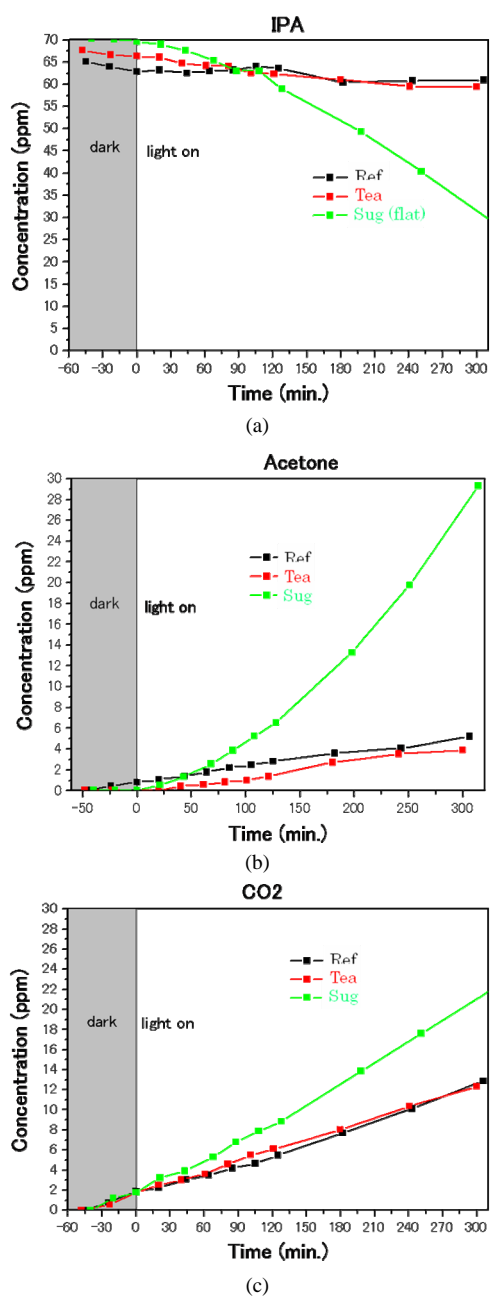 IPA
70
65
60
55
50
45
40
35
30
25
20
15
10
5
0
Concentration (ppm)
dark
light on
Ref
Tea
Sug (flat)
-60 -30 0 30 60 90 120 150 180 210 240 270 300
Time (min.)
(a)
Acetone
30
28
26
24
22
20
18
16
14
12
10
8
6
4
2
0
Concentration (ppm)
dark
light on
Ref
Tea
Sug
-50 0 50 100 150 200 250 300
Time (min.)
(b)
CO2
30
28
26
24
22
20
18
16
14
12
10
8
6
4
2
0
Concentration (ppm)
dark
light on
Ref
Tea
Sug
-60 -30 0 30 60 90 120 150 180 210 240 270 300
Time (min.)
(c)